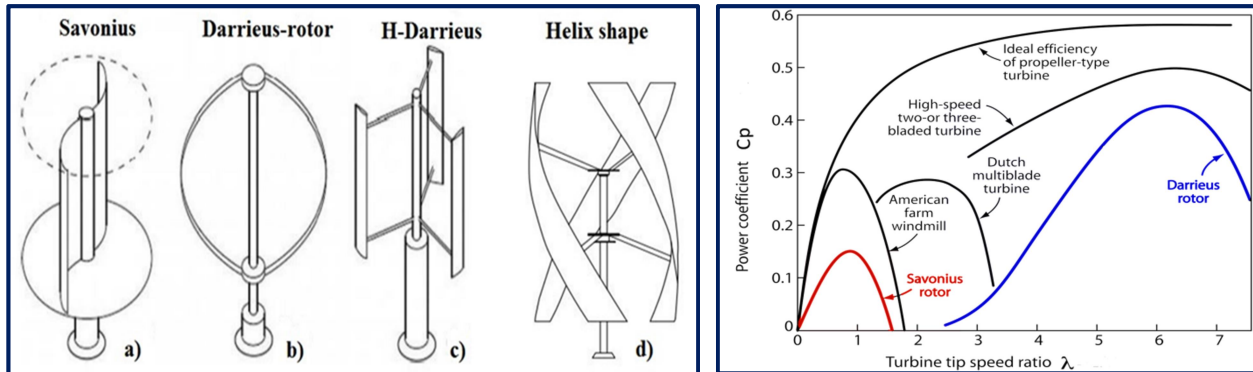 Savonius
Darrieus-rotor
H-Darrieus
Helix shape
a)
b)
c)
d)
Power coefficient Cp
0.6
0.5
0.4
0.3
0.2
0.1
0
Ideal efficiency
of propeller-type
turbine
High-speed
two-or three-
bladed turbine
Dutch
multiblade
turbine
American
farm
windmill
Savonius
rotor
Darrieus
rotor
0
1
2
3
4
5
6
7
Turbine tip speed ratio λ